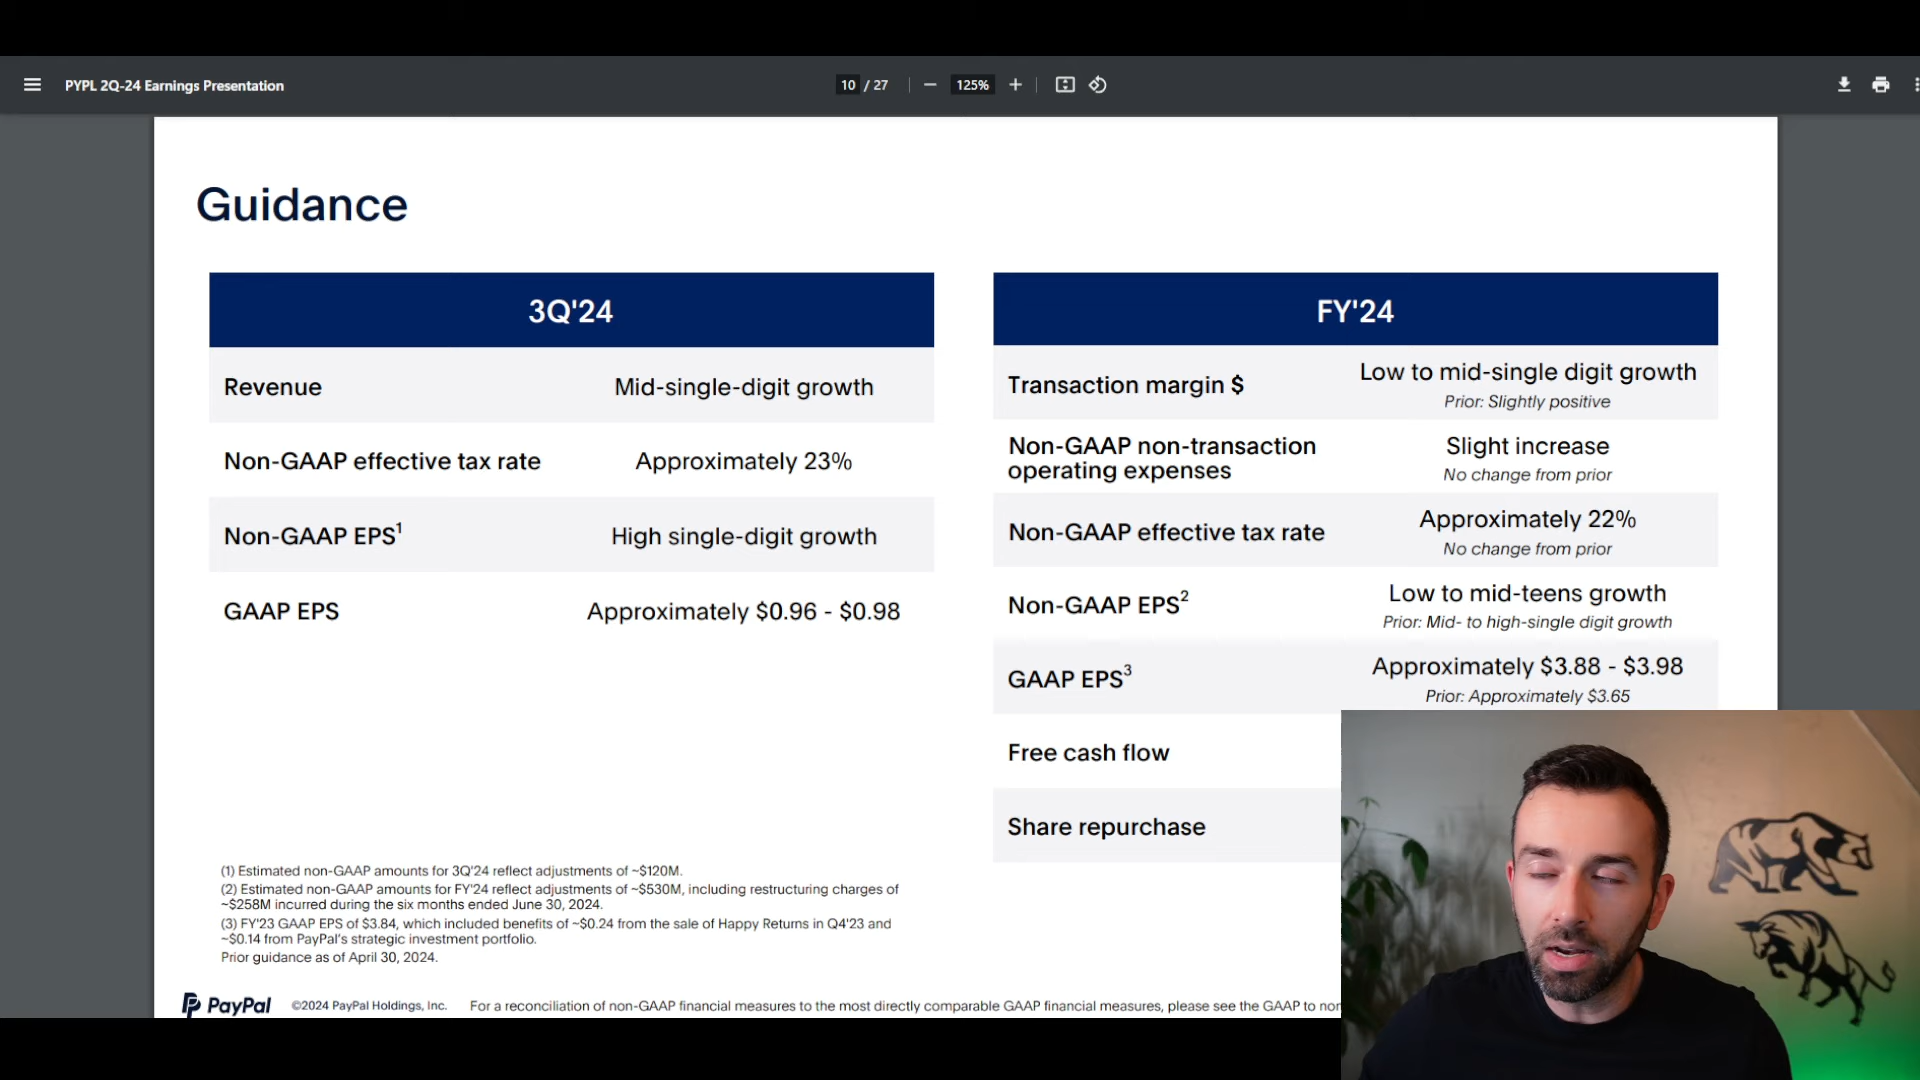 PYPL 2Q-24 Earnings Presentation
10 / 27
125%
Guidance
3Q'24
Revenue
Mid-single-digit growth
Non-GAAP effective tax rate
Approximately 23%
Non-GAAP EPS1
High single-digit growth
GAAP EPS
Approximately $0.96 - $0.98
FY'24
Transaction margin $
Low to mid-single digit growth
Prior: Slightly positive
Non-GAAP non-transaction
operating expenses
Slight increase
No change from prior
Non-GAAP effective tax rate
Approximately 22%
No change from prior
Non-GAAP EPS2
Low to mid-teens growth
Prior: Mid- to high-single digit growth
GAAP EPS3
Approximately $3.88 - $3.98
Prior: Approximately $3.65
Free cash flow
Share repurchase
(1) Estimated non-GAAP amounts for 3Q'24 reflect adjustments of ~$120M.
(2) Estimated non-GAAP amounts for FY'24 reflect adjustments of ~$530M, including restructuring charges of
~$258M incurred during the six months ended June 30, 2024.
(3) FY'23 GAAP EPS of $3.84, which included benefits of ~$0.24 from the sale of Happy Returns in Q4'23 and
~$0.14 from PayPal's strategic investment portfolio.
Prior guidance as of April 30, 2024.
PayPal
©2024 PayPal Holdings, Inc.
For a reconciliation of non-GAAP financial measures to the most directly comparable GAAP financial measures, please see the GAAP to non